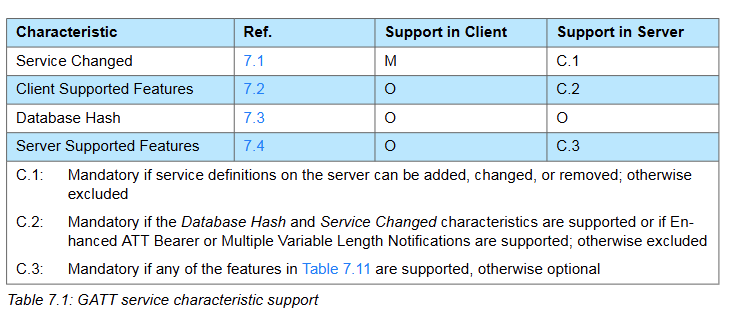 Characteristic Ref. Support in Client Support in Server
Service Changed 7.1 M C.1
Client Supported Features 7.2 O C.2
Database Hash 7.3 O O
Server Supported Features 7.4 O C.3
C.1: Mandatory if service definitions on the server can be added, changed, or removed; otherwise
excluded
C.2: Mandatory if the Database Hash and Service Changed characteristics are supported or if En-
hanced ATT Bearer or Multiple Variable Length Notifications are supported; otherwise excluded
C.3: Mandatory if any of the features in Table 7.11 are supported, otherwise optional
Table 7.1: GATT service characteristic support